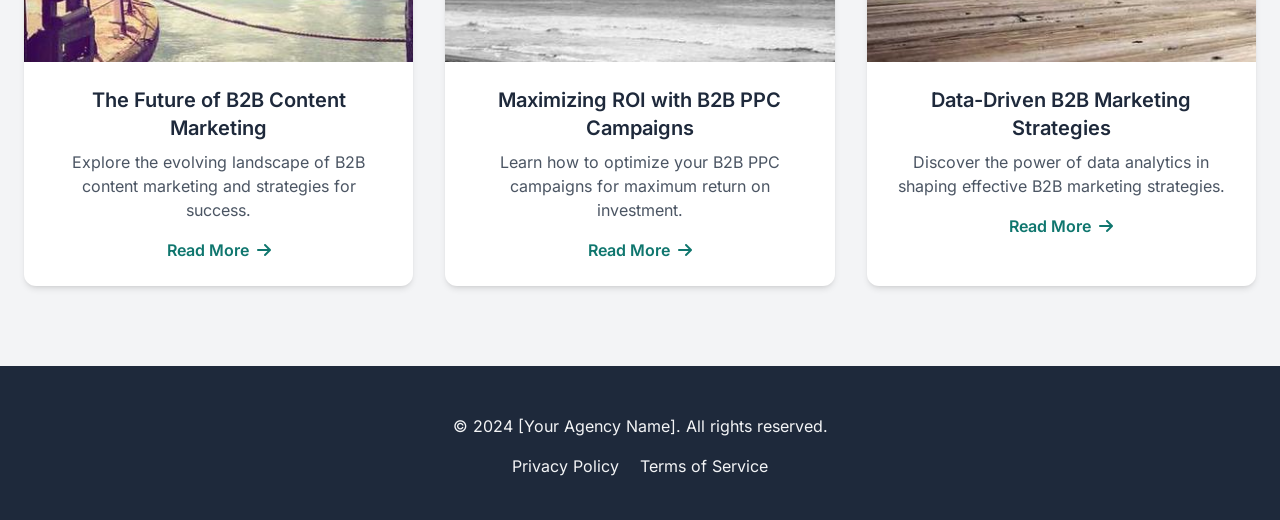 The Future of B2B Content
Marketing
Explore the evolving landscape of B2B
content marketing and strategies for
success.
Read More
Maximizing ROI with B2B PPC
Campaigns
Learn how to optimize your B2B PPC
campaigns for maximum return on
investment.
Read More
Data-Driven B2B Marketing
Strategies
Discover the power of data analytics in
shaping effective B2B marketing strategies.
Read More
© 2024 [Your Agency Name]. All rights reserved.
Privacy Policy Terms of Service